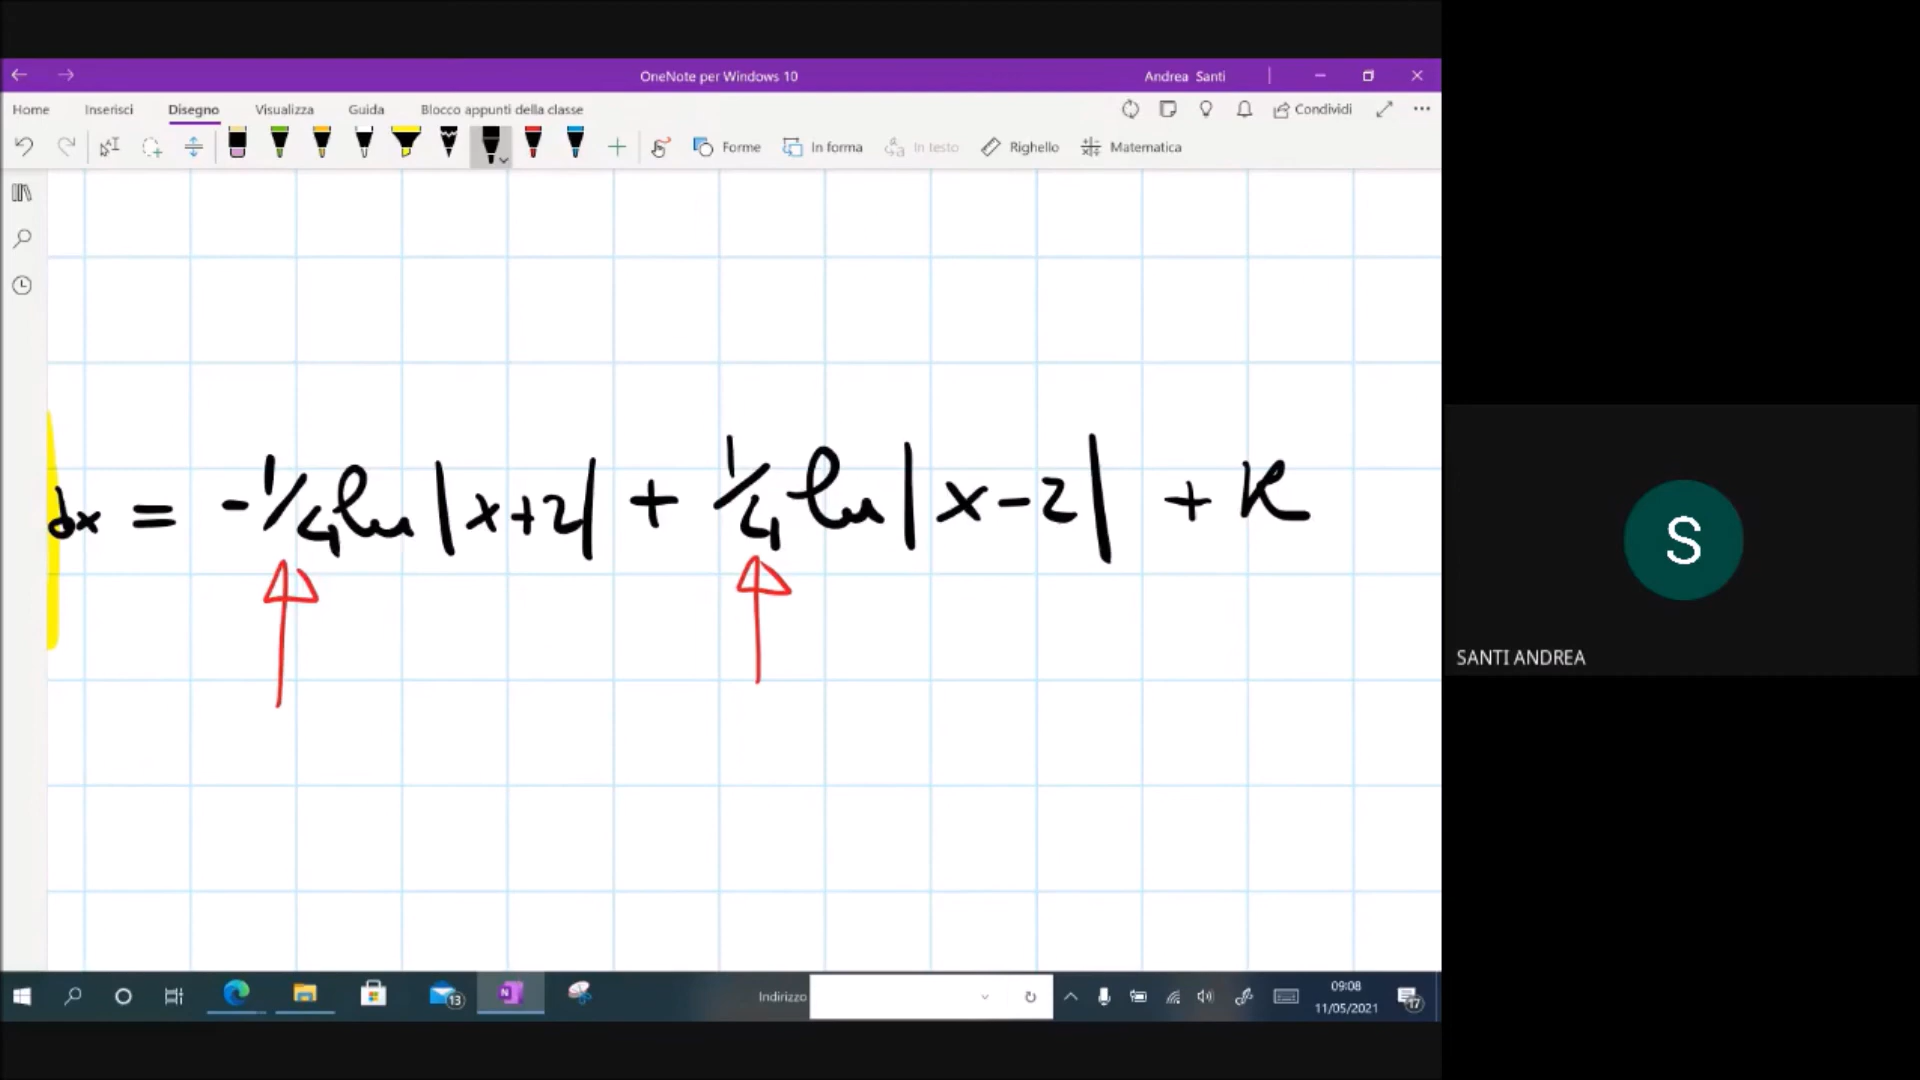 OneNote per Windows 10
Andrea Santi
Home Inserisci Disegno Visualizza Guida Blocco appunti della classe
Condividi
Forme In forma In testo Righello Matematica
dx = -1/4 ln |x+2| + 1/4 ln |x-2| + K
S
SANTI ANDREA
13
Indirizzo
09:08
11/05/2021
17